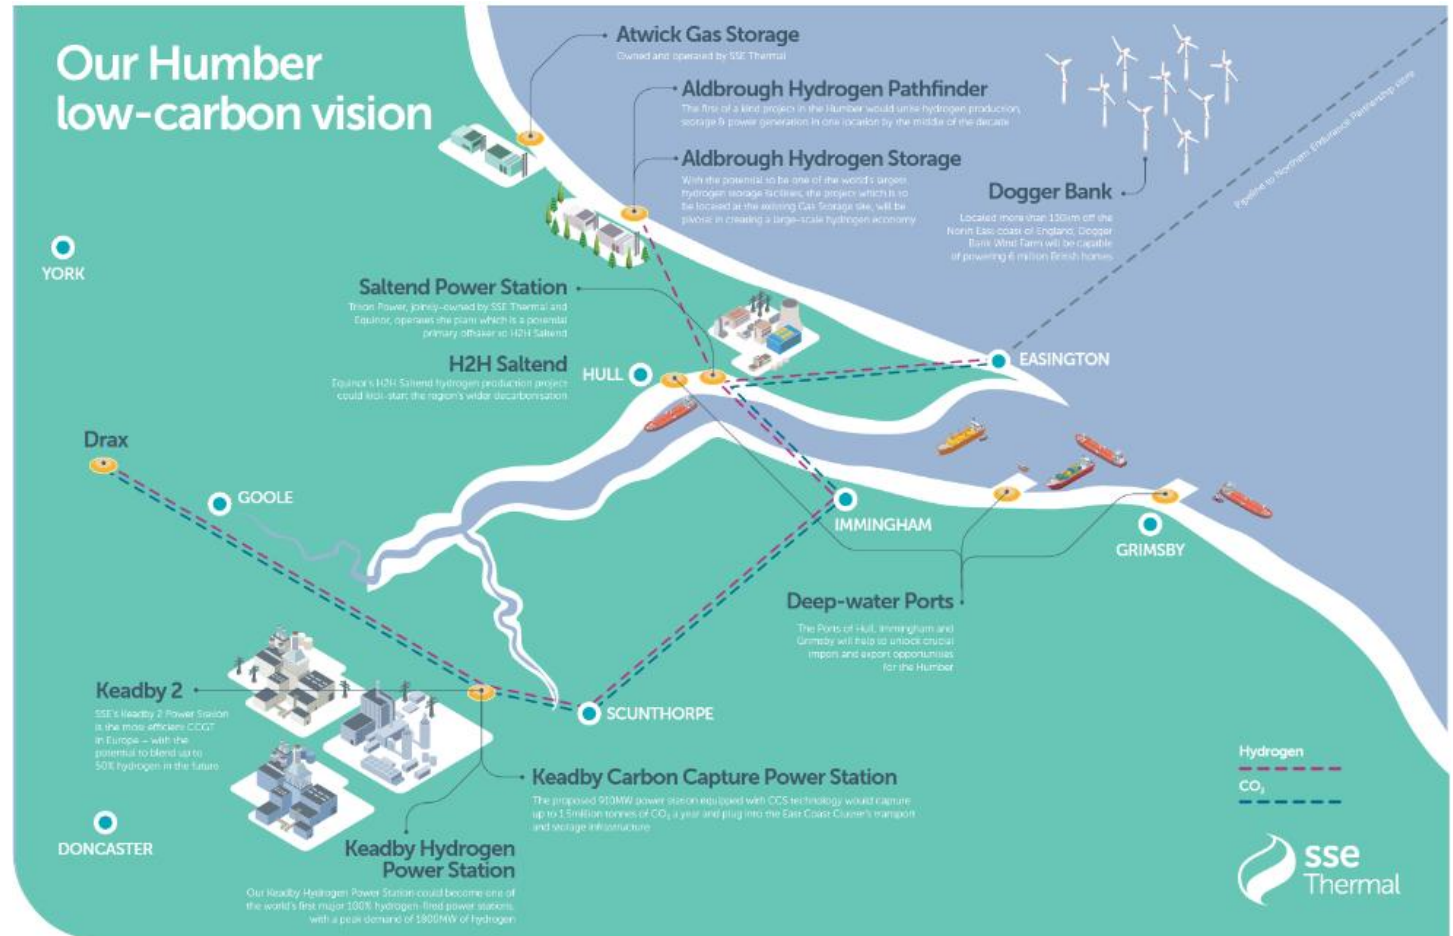 Our Humber
low-carbon vision
Atwick Gas Storage
Owned and operated by SSE Thermal
Aldbrough Hydrogen Pathfinder
The first of a kind project in the Humber would unite hydrogen production,
storage & power generation in one location by the middle of the decade
Aldbrough Hydrogen Storage
With the potential to be one of the world's largest
hydrogen storage facilities, the project which is to
be located at the existing Gas Storage site, will be
pivotal in creating a large-scale hydrogen economy
Dogger Bank
Located more than 130km off the
North East coast of England, Dogger
Bank Wind Farm will be capable
of powering 6 million British homes
Pipeline to Northern Endurance Partnership store
YORK
Saltend Power Station
Triton Power, jointly-owned by SSE Thermal and
Equinor, operates the plant which is a potential
primary offtaker to H2H Saltend
H2H Saltend
Equinor's H2H Saltend hydrogen production project
could kick-start the region's wider decarbonisation
HULL
EASINGTON
Drax
GOOLE
IMMINGHAM
GRIMSBY
Deep-water Ports
The Ports of Hull, Immingham and
Grimsby will help to unlock crucial
import and export opportunities
for the Humber
Keadby 2
SSE's Keadby 2 Power Station
is the most efficient CCGT
in Europe – with the
potential to blend up to
50% hydrogen in the future
SCUNTHORPE
Keadby Carbon Capture Power Station
The proposed 910MW power station equipped with CCS technology would capture
up to 1.5million tonnes of CO₂ a year and plug into the East Coast Cluster's transport
and storage infrastructure
DONCASTER
Keadby Hydrogen
Power Station
Our Keadby Hydrogen Power Station could become one of
the world's first major 100% hydrogen-fired power stations,
with a peak demand of 1800MW of hydrogen
Hydrogen
CO₂
sse
Thermal